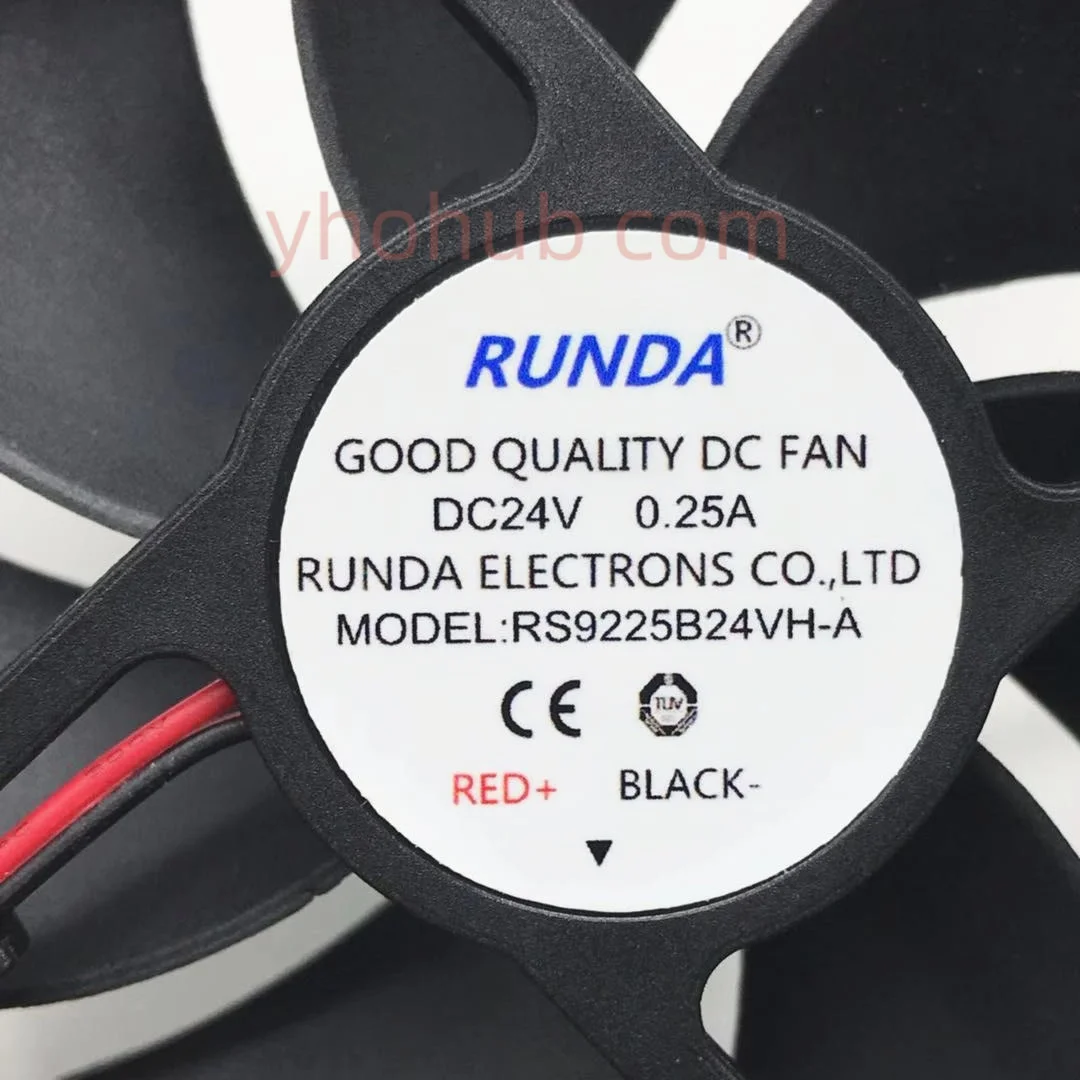 yhohub com
RUNDA®
GOOD QUALITY DC FAN
DC24V 0.25A
RUNDA ELECTRONS CO.,LTD
MODEL:RS9225B24VH-A
CE TUV
RED+ BLACK-